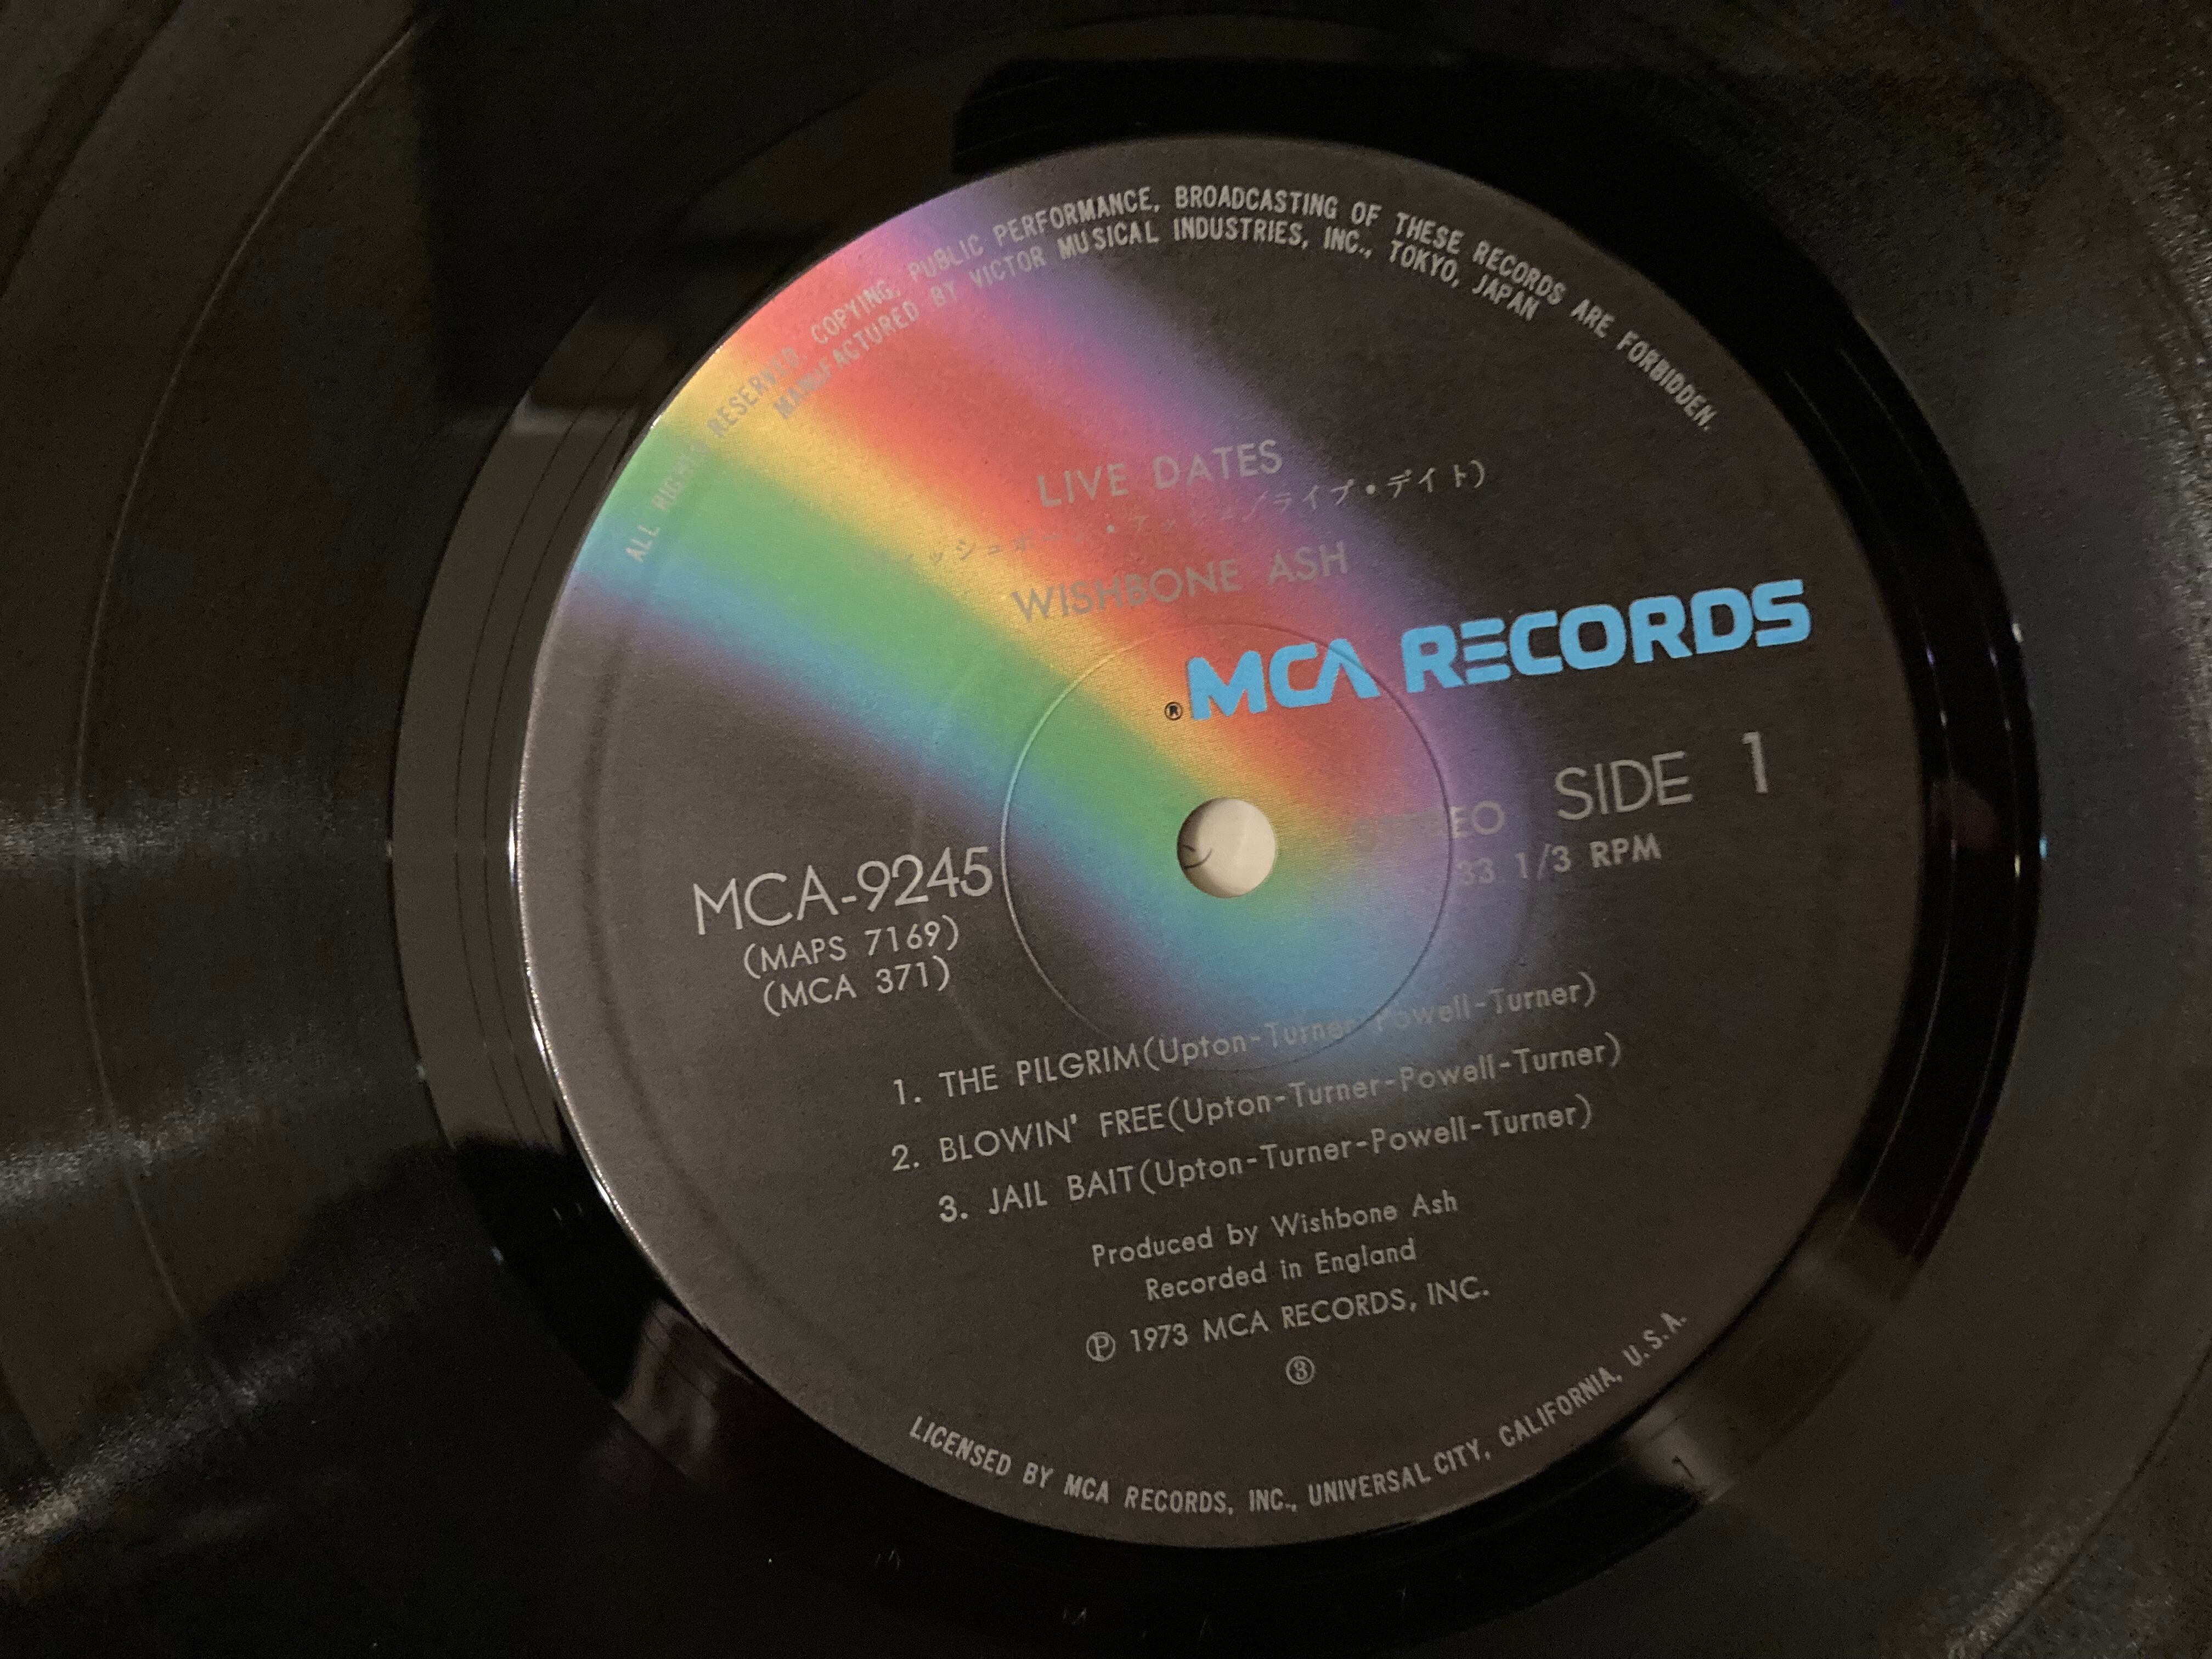 ALL RIGHTS RESERVED. COPYING, PUBLIC PERFORMANCE, BROADCASTING OF THESE RECORDS ARE FORBIDDEN.
MANUFACTURED BY VICTOR MUSICAL INDUSTRIES, INC., TOKYO, JAPAN
LIVE DATES
ライブ・デイト)
WISHBONE ASH
® MCA RECORDS
STEREO SIDE 1
33 1/3 RPM
MCA-9245
(MAPS 7169)
(MCA 371)
1. THE PILGRIM(Upton-Turner-Powell-Turner)
2. BLOWIN' FREE(Upton-Turner-Powell-Turner)
3. JAIL BAIT(Upton-Turner-Powell-Turner)
Produced by Wishbone Ash
Recorded in England
Ⓟ 1973 MCA RECORDS, INC.
③
LICENSED BY MCA RECORDS, INC., UNIVERSAL CITY, CALIFORNIA, U.S.A.